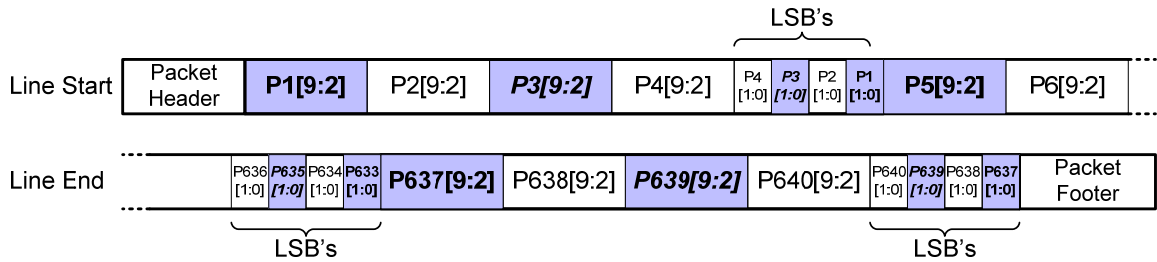 LSB's
Line Start Packet Header P1[9:2] P2[9:2] P3[9:2] P4[9:2] P4 [1:0] P3 [1:0] P2 [1:0] P1 [1:0] P5[9:2] P6[9:2]
Line End P636 [1:0] P635 [1:0] P634 [1:0] P633 [1:0] P637[9:2] P638[9:2] P639[9:2] P640[9:2] P640 [1:0] P639 [1:0] P638 [1:0] P637 [1:0] Packet Footer
LSB's LSB's